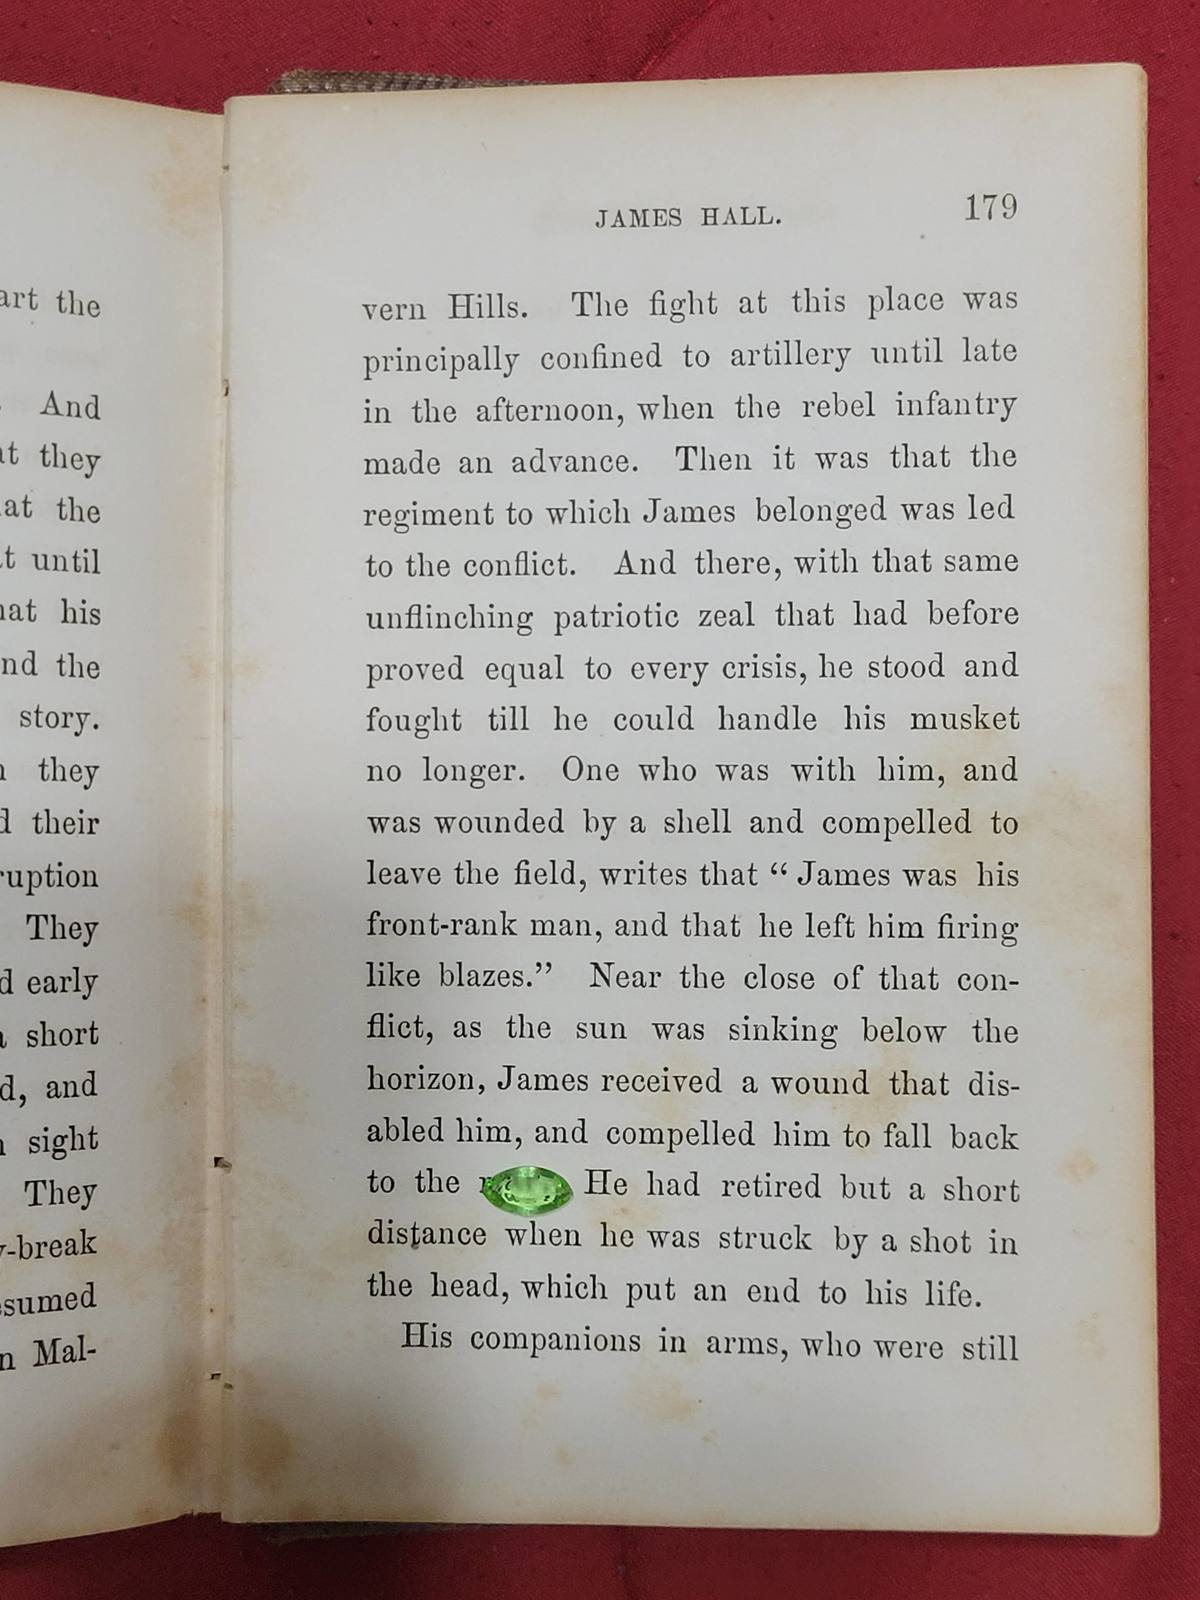 art the
And
they
at the
until
his
nd the
story.
they
their
ruption
They
early
short
and
sight
They
-break
sumed
Mal-
JAMES HALL. 179
vern Hills. The fight at this place was
principally confined to artillery until late
in the afternoon, when the rebel infantry
made an advance. Then it was that the
regiment to which James belonged was led
to the conflict. And there, with that same
unflinching patriotic zeal that had before
proved equal to every crisis, he stood and
fought till he could handle his musket
no longer. One who was with him, and
was wounded by a shell and compelled to
leave the field, writes that “ James was his
front-rank man, and that he left him firing
like blazes.” Near the close of that con-
flict, as the sun was sinking below the
horizon, James received a wound that dis-
abled him, and compelled him to fall back
to the He had retired but a short
distance when he was struck by a shot in
the head, which put an end to his life.
His companions in arms, who were still